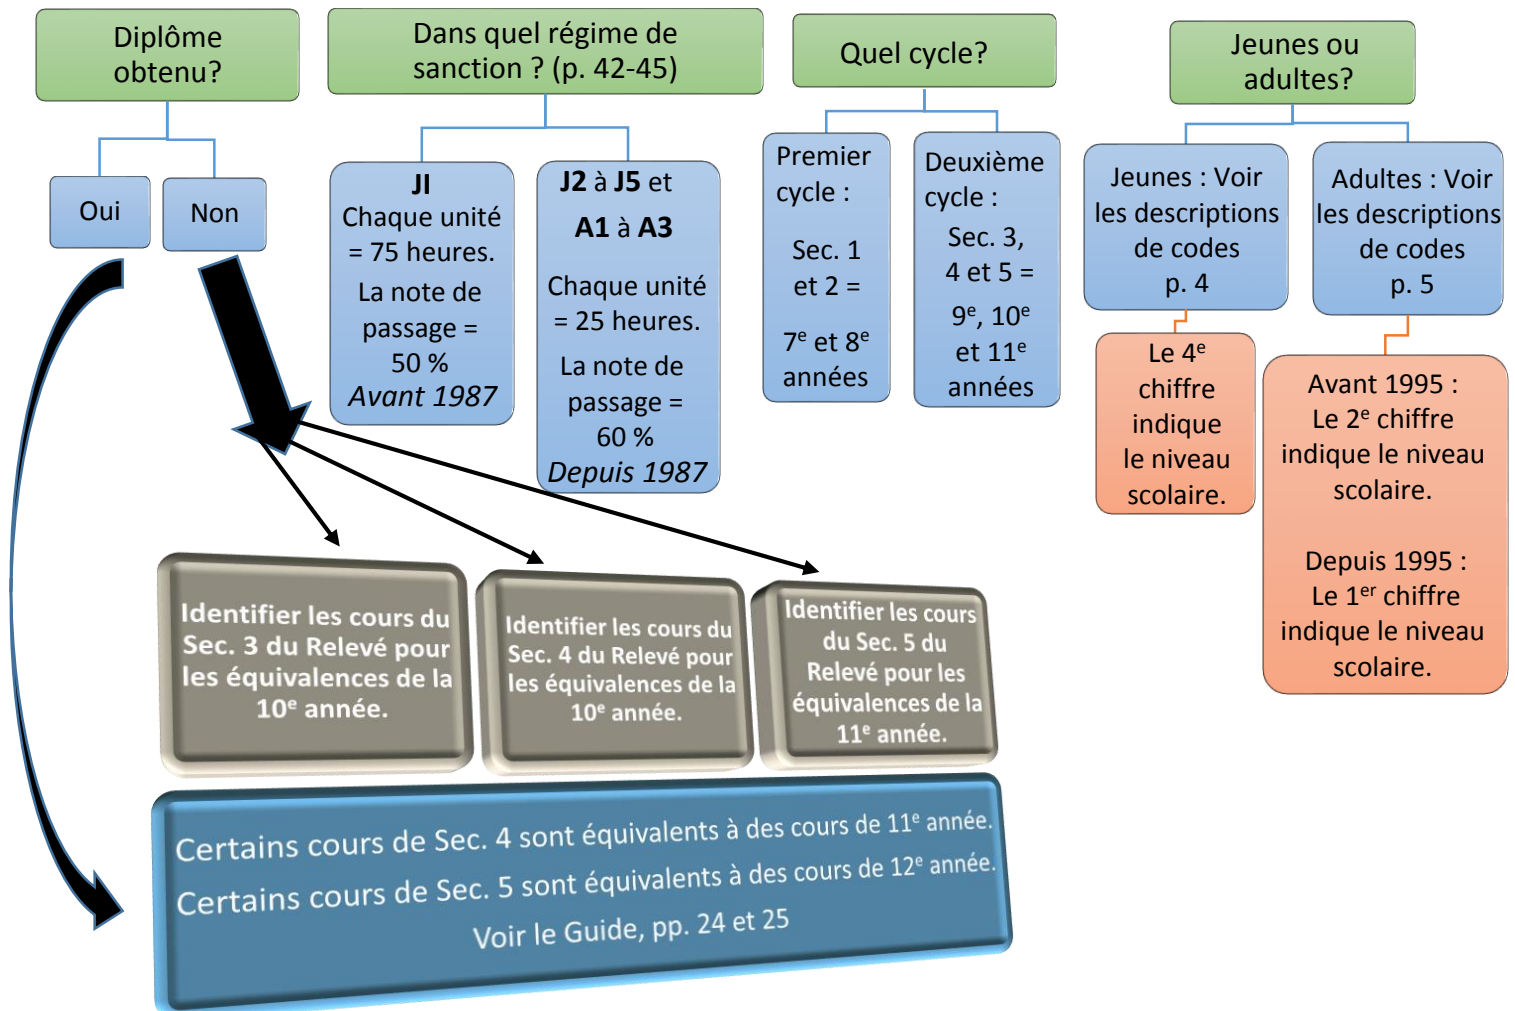 Diplôme
obtenu?
Oui
Non
Dans quel régime de
sanction ? (p. 42-45)
JI
Chaque unité
= 75 heures.
La note de
passage =
50 %
Avant 1987
J2 à J5 et
A1 à A3
Chaque unité
= 25 heures.
La note de
passage =
60 %
Depuis 1987
Quel cycle?
Premier
cycle :
Sec. 1
et 2 =
7e et 8e
années
Deuxième
cycle :
Sec. 3,
4 et 5 =
9e, 10e
et 11e
années
Jeunes ou
adultes?
Jeunes : Voir
les descriptions
de codes
p. 4
Le 4e
chiffre
indique
le niveau
scolaire.
Adultes : Voir
les descriptions
de codes
p. 5
Avant 1995 :
Le 2e chiffre
indique le niveau
scolaire.
Depuis 1995 :
Le 1er chiffre
indique le niveau
scolaire.
Identifier les cours du
Sec. 3 du Relevé pour
les équivalences de la
10e année.
Identifier les cours du
Sec. 4 du Relevé pour
les équivalences de la
10e année.
Identifier les cours
du Sec. 5 du
Relevé pour les
équivalences de la
11e année.
Certains cours de Sec. 4 sont équivalents à des cours de 11e année.
Certains cours de Sec. 5 sont équivalents à des cours de 12e année.
Voir le Guide, pp. 24 et 25